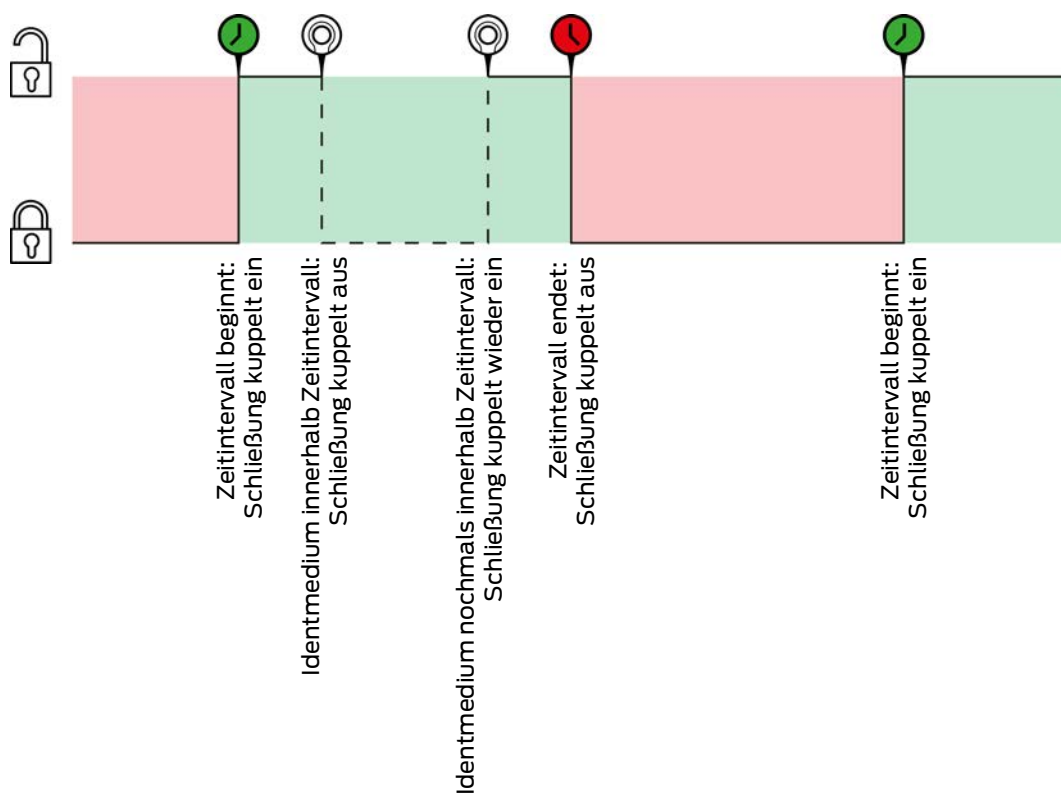 Zeitintervall beginnt:
Schließung kuppelt ein
Identmedium innerhalb Zeitintervall:
Schließung kuppelt aus
Identmedium nochmals innerhalb Zeitintervall:
Schließung kuppelt wieder ein
Zeitintervall endet:
Schließung kuppelt aus
Zeitintervall beginnt:
Schließung kuppelt ein